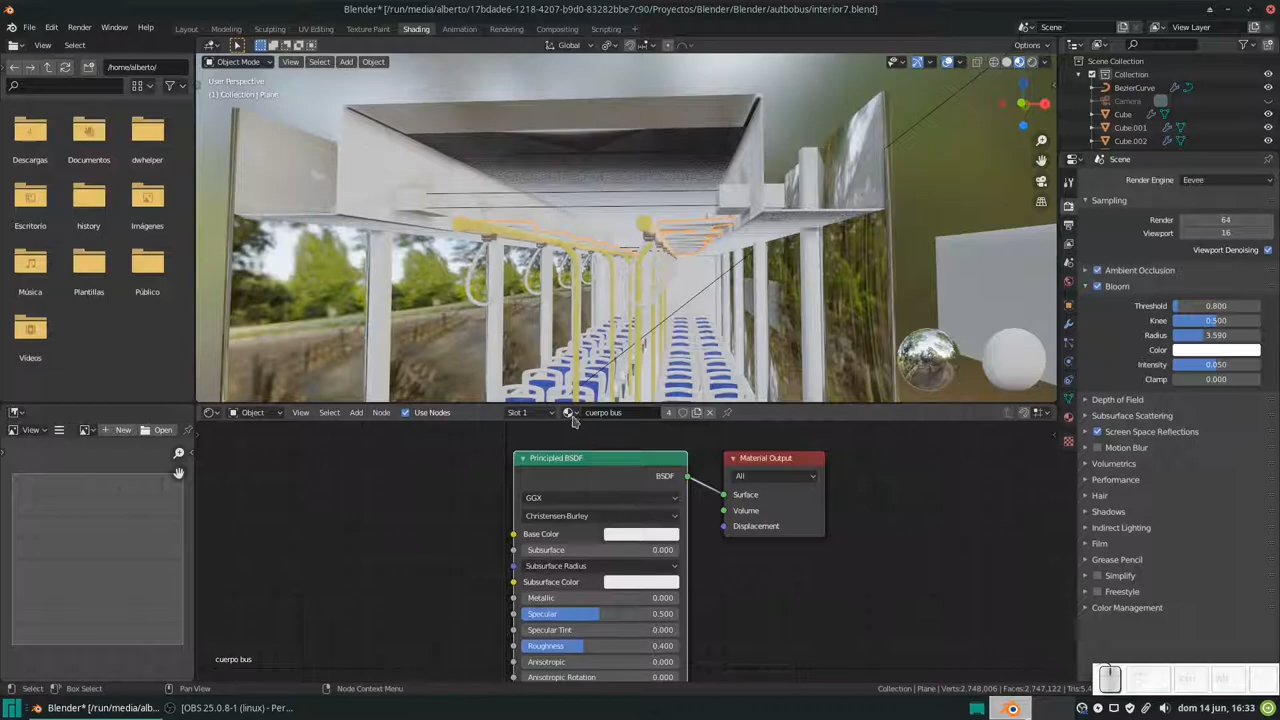 Blender* [/run/media/alberto/17bdade6-1218-4207-b9d0-83282bbe7c90/Proyectos/Blender/Blender/autbobus/interior7.blend]
File Edit Render Window Help
Layout Modeling Sculpting UV Editing Texture Paint Shading Animation Rendering Compositing Scripting
Scene
View Layer
View Select
Global
Options
/home/alberto/
Object Mode View Select Add Object
User Perspective
(1) Collection | Plane
Descargas Documentos dwhelper
Escritorio history Imágenes
Música Plantillas Público
Vídeos
Scene Collection
Collection
BezierCurve
Camera
Cube
Cube.001
Cube.002
Scene
Render Engine Eevee
Sampling
Render 64
Viewport 16
Viewport Denoising
Ambient Occlusion
Bloom
Threshold 0.800
Knee 0.500
Radius 3.590
Color
Intensity 0.050
Clamp 0.000
Depth of Field
Subsurface Scattering
Screen Space Reflections
Motion Blur
Volumetrics
Performance
Hair
Shadows
Indirect Lighting
Film
Grease Pencil
Simplify
Freestyle
Color Management
View
New
Open
Object View Select Add Node Use Nodes Slot 1 cuerpo bus 4
Principled BSDF
BSDF
GGX
Christensen-Burley
Base Color
Subsurface 0.000
Subsurface Radius
Subsurface Color
Metallic 0.000
Specular 0.500
Specular Tint 0.000
Roughness 0.400
Anisotropic 0.000
Anisotropic Rotation 0.000
Material Output
All
Surface
Volume
Displacement
cuerpo bus
Select Box Select Pan View Node Context Menu
Collection | Plane | Verts:2,748,006 | Faces:2,747,122 | Tris:5.4
Blender* [/run/media/alb... [OBS 25.0.8-1 (linux) - Per... dom 14 jun, 16:33